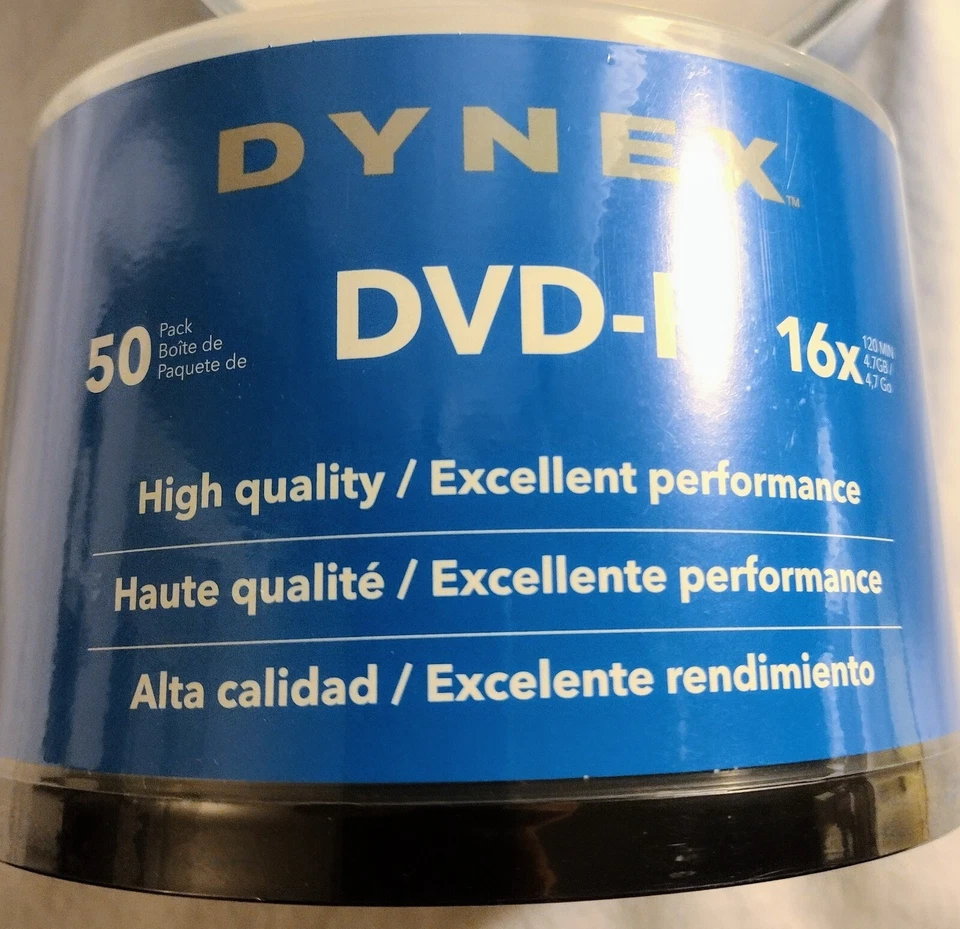 DYNEX™
DVD-R
50 Pack
Boîte de
Paquete de
16x 120 MIN
4.7GB /
4,7 Go
High quality / Excellent performance
Haute qualité / Excellente performance
Alta calidad / Excelente rendimiento